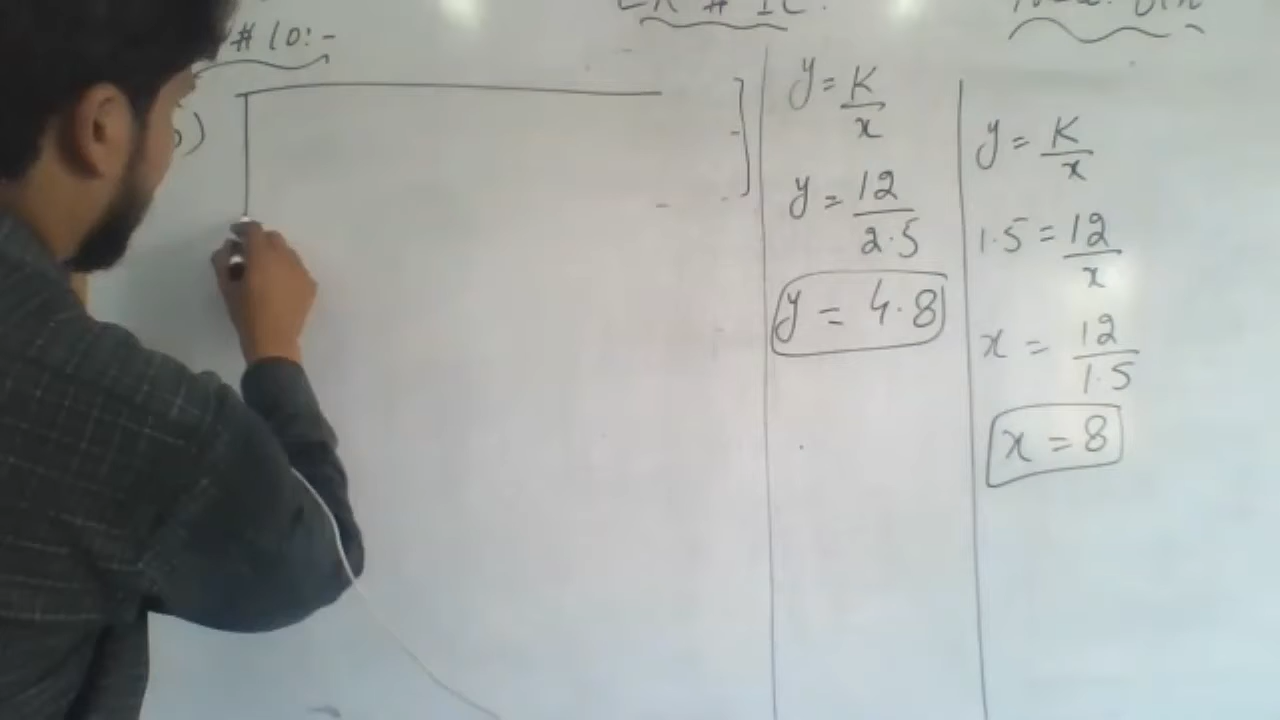 # 10:-
y = K/x
y = 12/2.5
y = 4.8
y = K/x
1.5 = 12/x
x = 12/1.5
x = 8